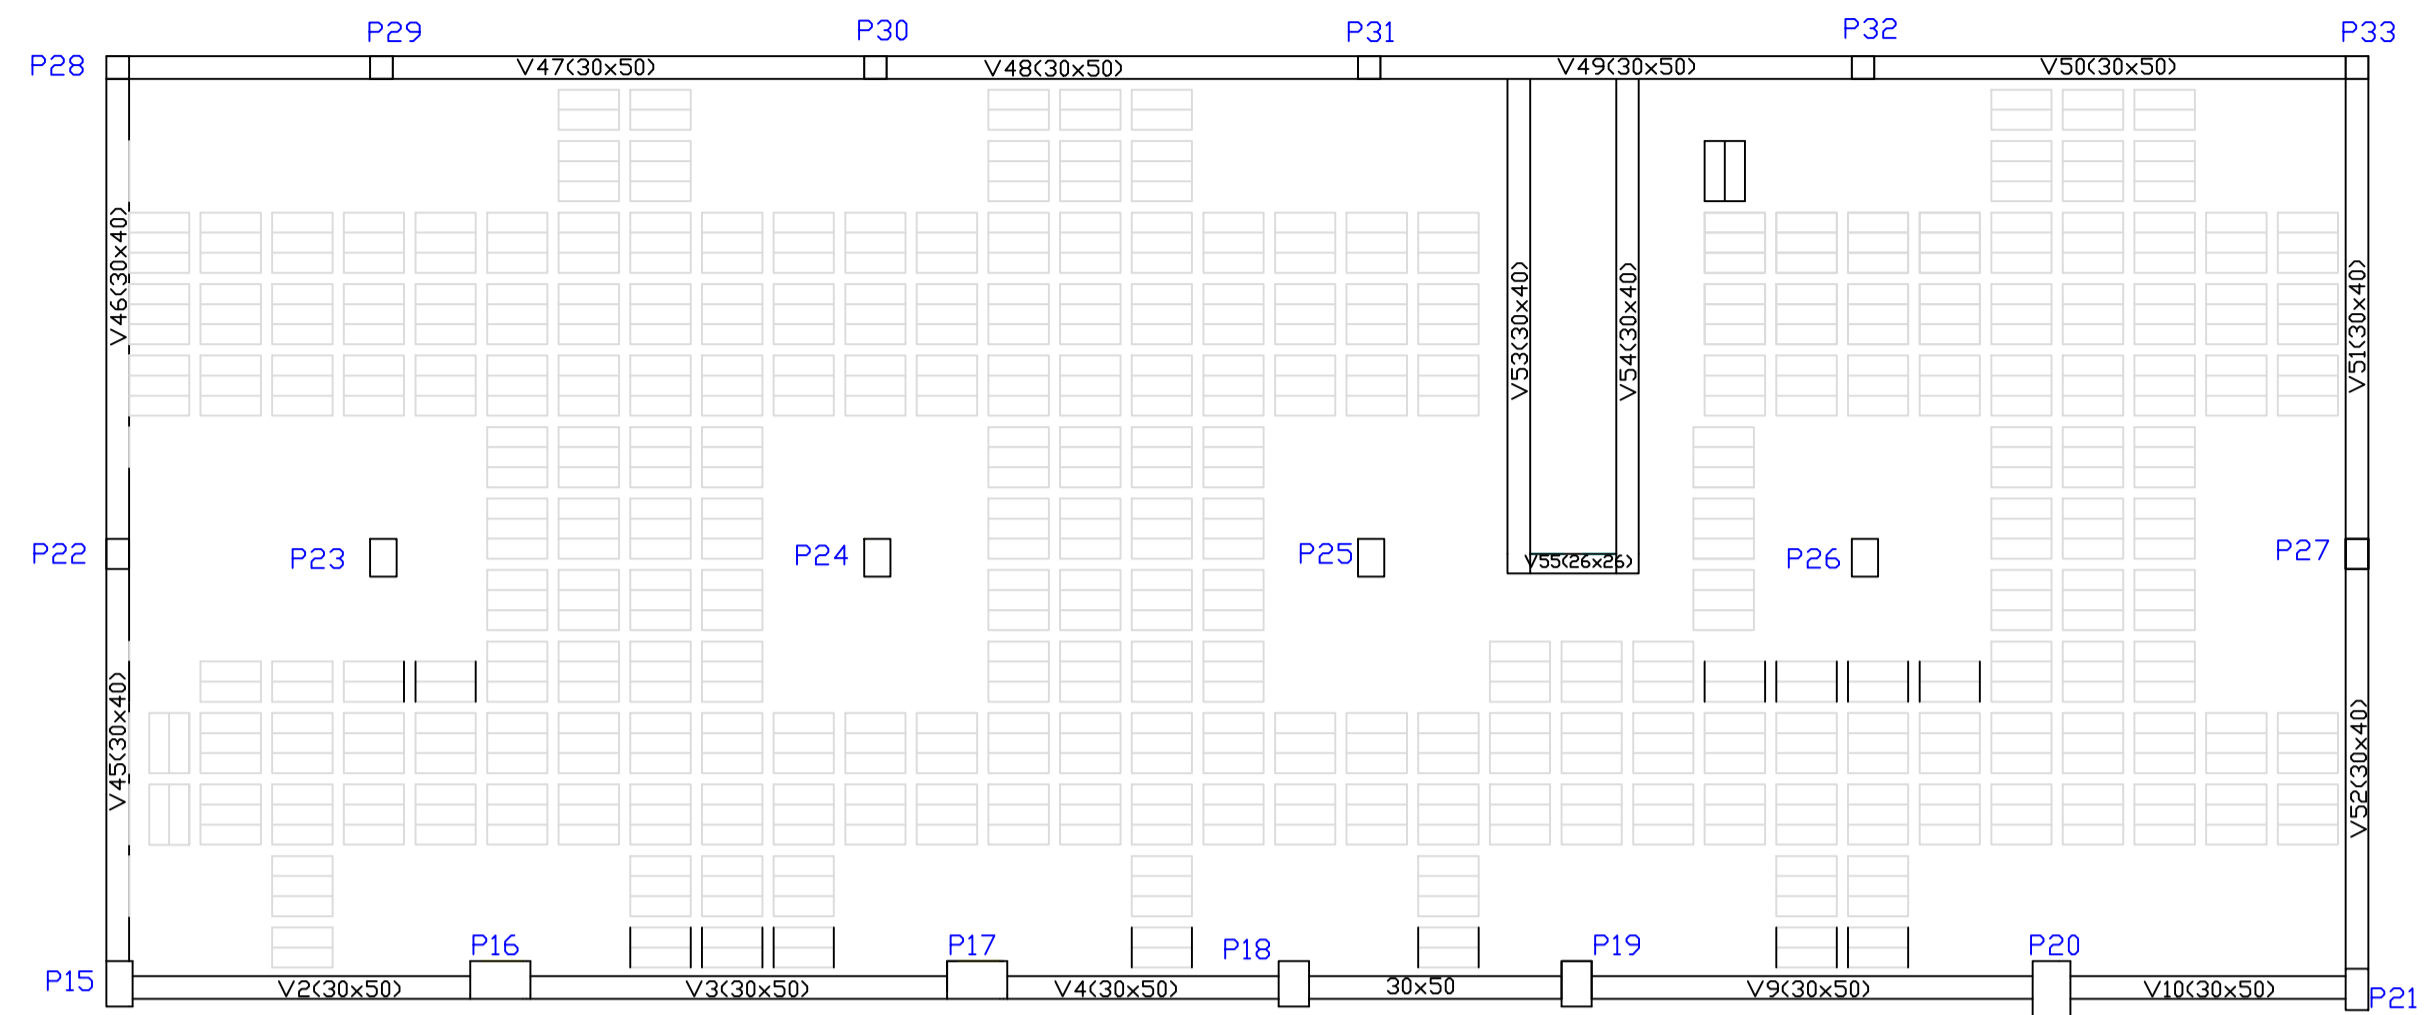 P29
P30
P31
P32
P33
P28
V47(30x50)
V48(30x50)
V49(30x50)
V50(30x50)
V46(30x40)
V53(30x40)
V54(30x40)
V51(30x40)
P22
P23
P24
P25
V55(26x26)
P26
P27
V45(30x40)
V52(30x40)
P16
P17
P18
P19
P20
P15
V2(30x50)
V3(30x50)
V4(30x50)
30x50
V9(30x50)
V10(30x50)
P21